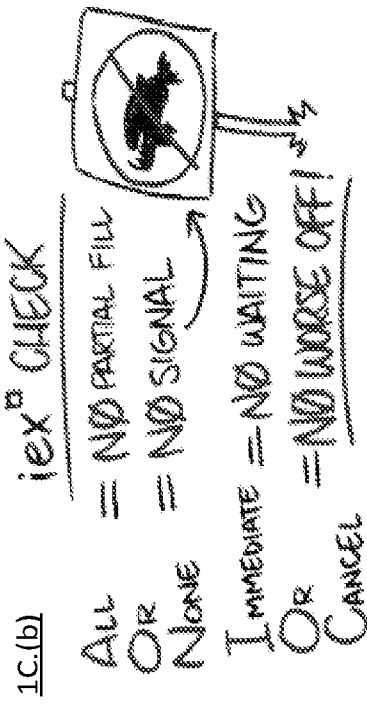 1C.(b)
iex CHECK
ALL = NO PARTIAL FILL
OR
NONE = NO SIGNAL
IMMEDIATE = NO WAITING
OR
CANCEL = NO WORSE OFF!